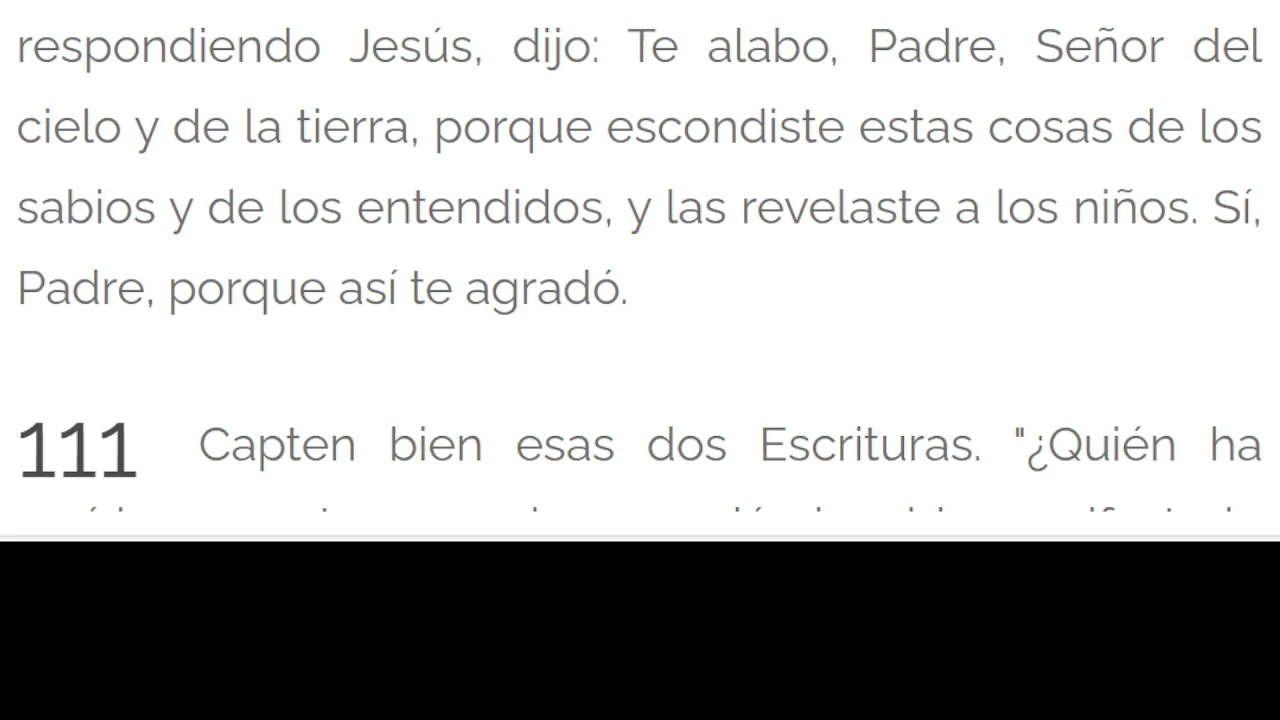 respondiendo Jesús, dijo: Te alabo, Padre, Señor del
cielo y de la tierra, porque escondiste estas cosas de los
sabios y de los entendidos, y las revelaste a los niños. Sí,
Padre, porque así te agradó.
111 Capten bien esas dos Escrituras. "¿Quién ha